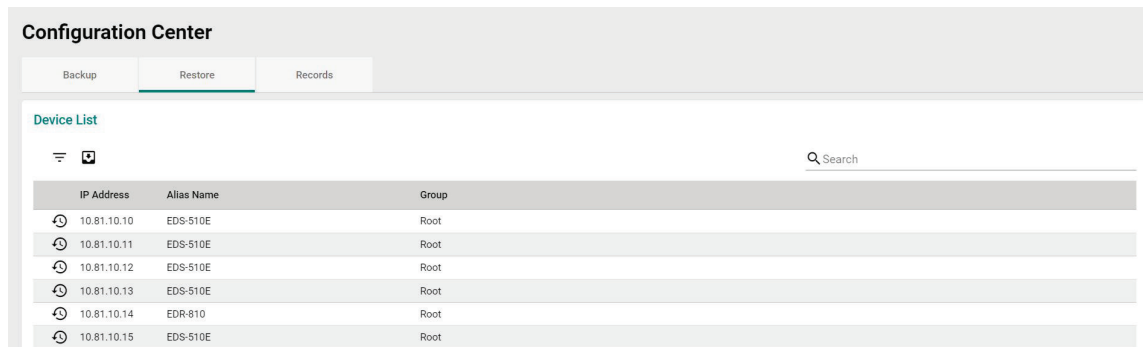 Configuration Center
Backup Restore Records
Device List
Search
IP Address Alias Name Group
10.81.10.10 EDS-510E Root
10.81.10.11 EDS-510E Root
10.81.10.12 EDS-510E Root
10.81.10.13 EDS-510E Root
10.81.10.14 EDR-810 Root
10.81.10.15 EDS-510E Root